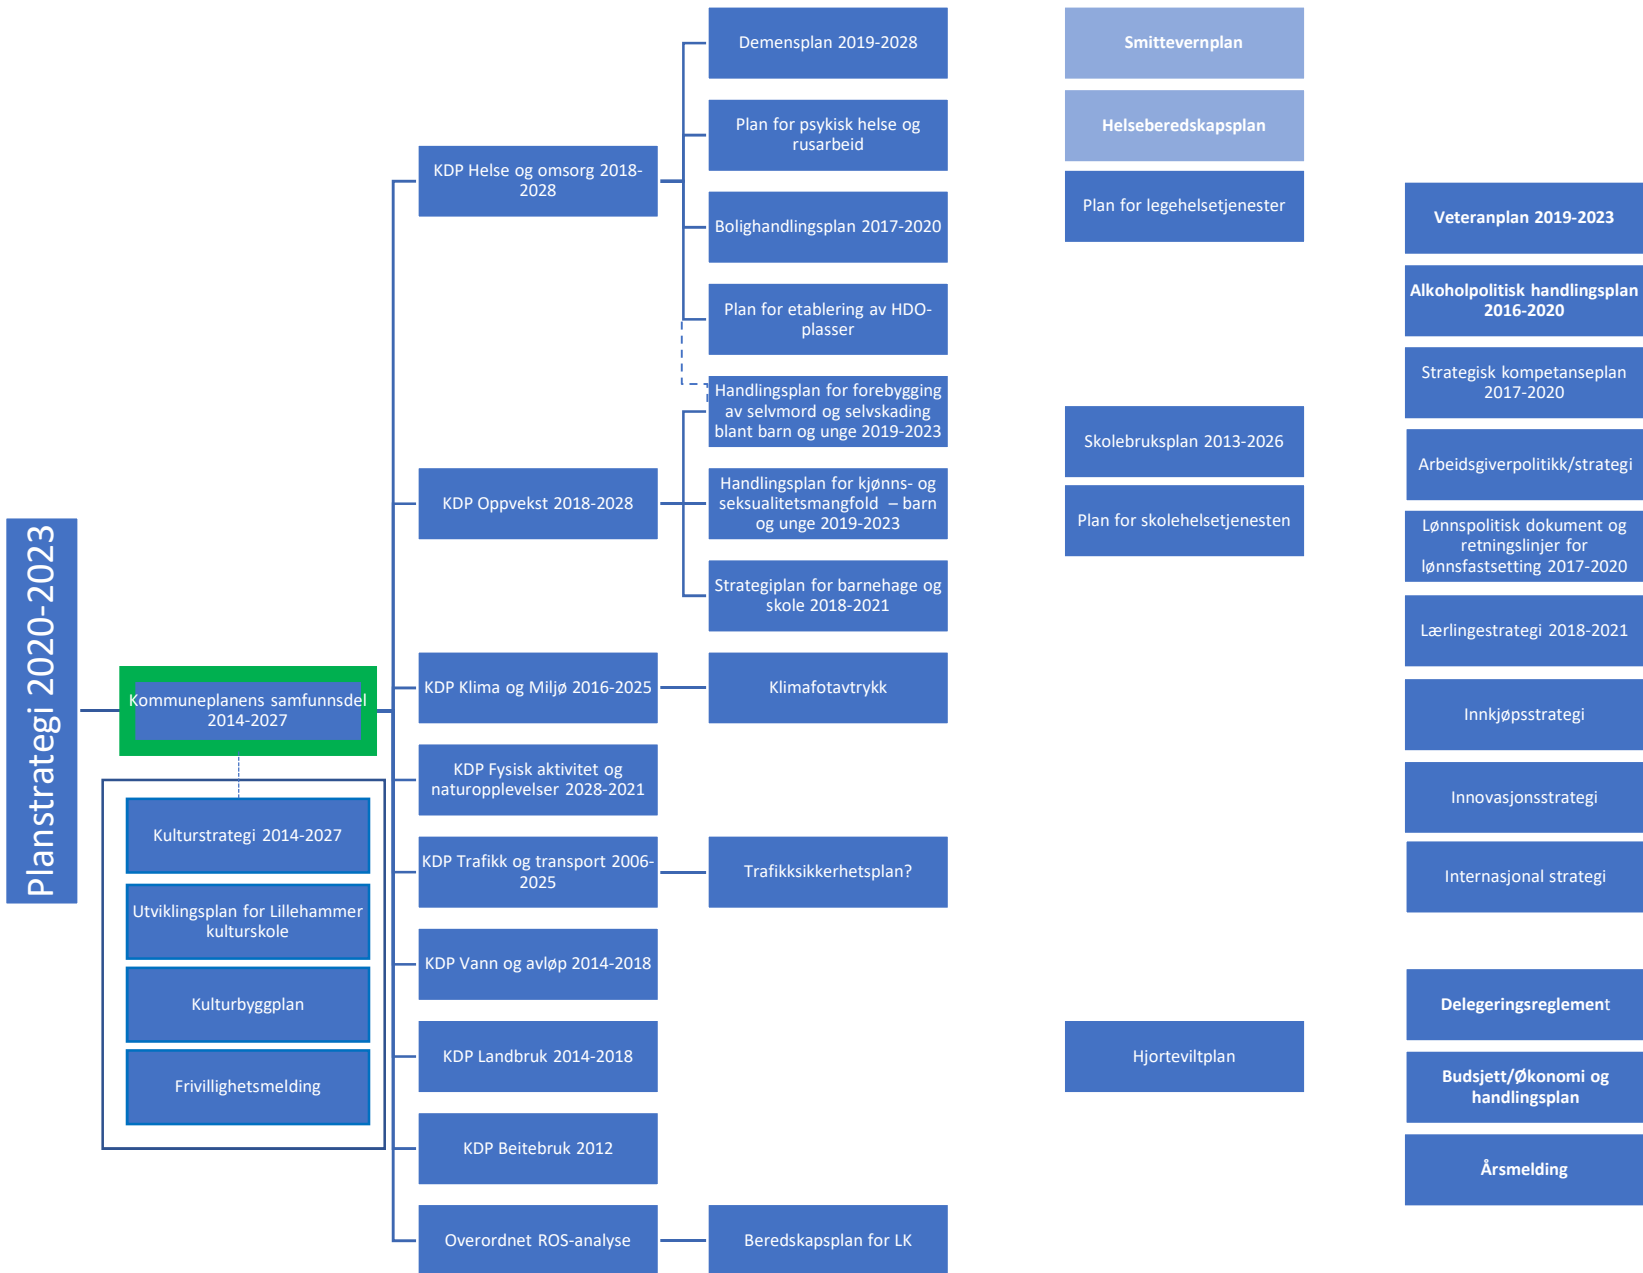 Planstrategi 2020-2023
Kommuneplanens samfunnsdel
2014-2027
Kulturstrategi 2014-2027
Utviklingsplan for Lillehammer
kulturskole
Kulturbyggplan
Frivillighetsmelding
KDP Helse og omsorg 2018-
2028
KDP Oppvekst 2018-2028
KDP Klima og Miljø 2016-2025
KDP Fysisk aktivitet og
naturopplevelser 2028-2021
KDP Trafikk og transport 2006-
2025
KDP Vann og avløp 2014-2018
KDP Landbruk 2014-2018
KDP Beitebruk 2012
Overordnet ROS-analyse
Demensplan 2019-2028
Plan for psykisk helse og
rusarbeid
Bolighandlingsplan 2017-2020
Plan for etablering av HDO-
plasser
Handlingsplan for forebygging
av selvmord og selvskading
blant barn og unge 2019-2023
Handlingsplan for kjønns- og
seksualitetsmangfold – barn
og unge 2019-2023
Strategiplan for barnehage og
skole 2018-2021
Klimafotavtrykk
Trafikksikkerhetsplan?
Beredskapsplan for LK
Smittevernplan
Helseberedskapsplan
Plan for legehelsetjenester
Skolebruksplan 2013-2026
Plan for skolehelsetjenesten
Hjorteviltplan
Veteranplan 2019-2023
Alkoholpolitisk handlingsplan
2016-2020
Strategisk kompetanseplan
2017-2020
Arbeidsgiverpolitikk/strategi
Lønnspolitisk dokument og
retningslinjer for
lønnsfastsetting 2017-2020
Lærlingestrategi 2018-2021
Innkjøpsstrategi
Innovasjonsstrategi
Internasjonal strategi
Delegeringsreglement
Budsjett/Økonomi og
handlingsplan
Årsmelding